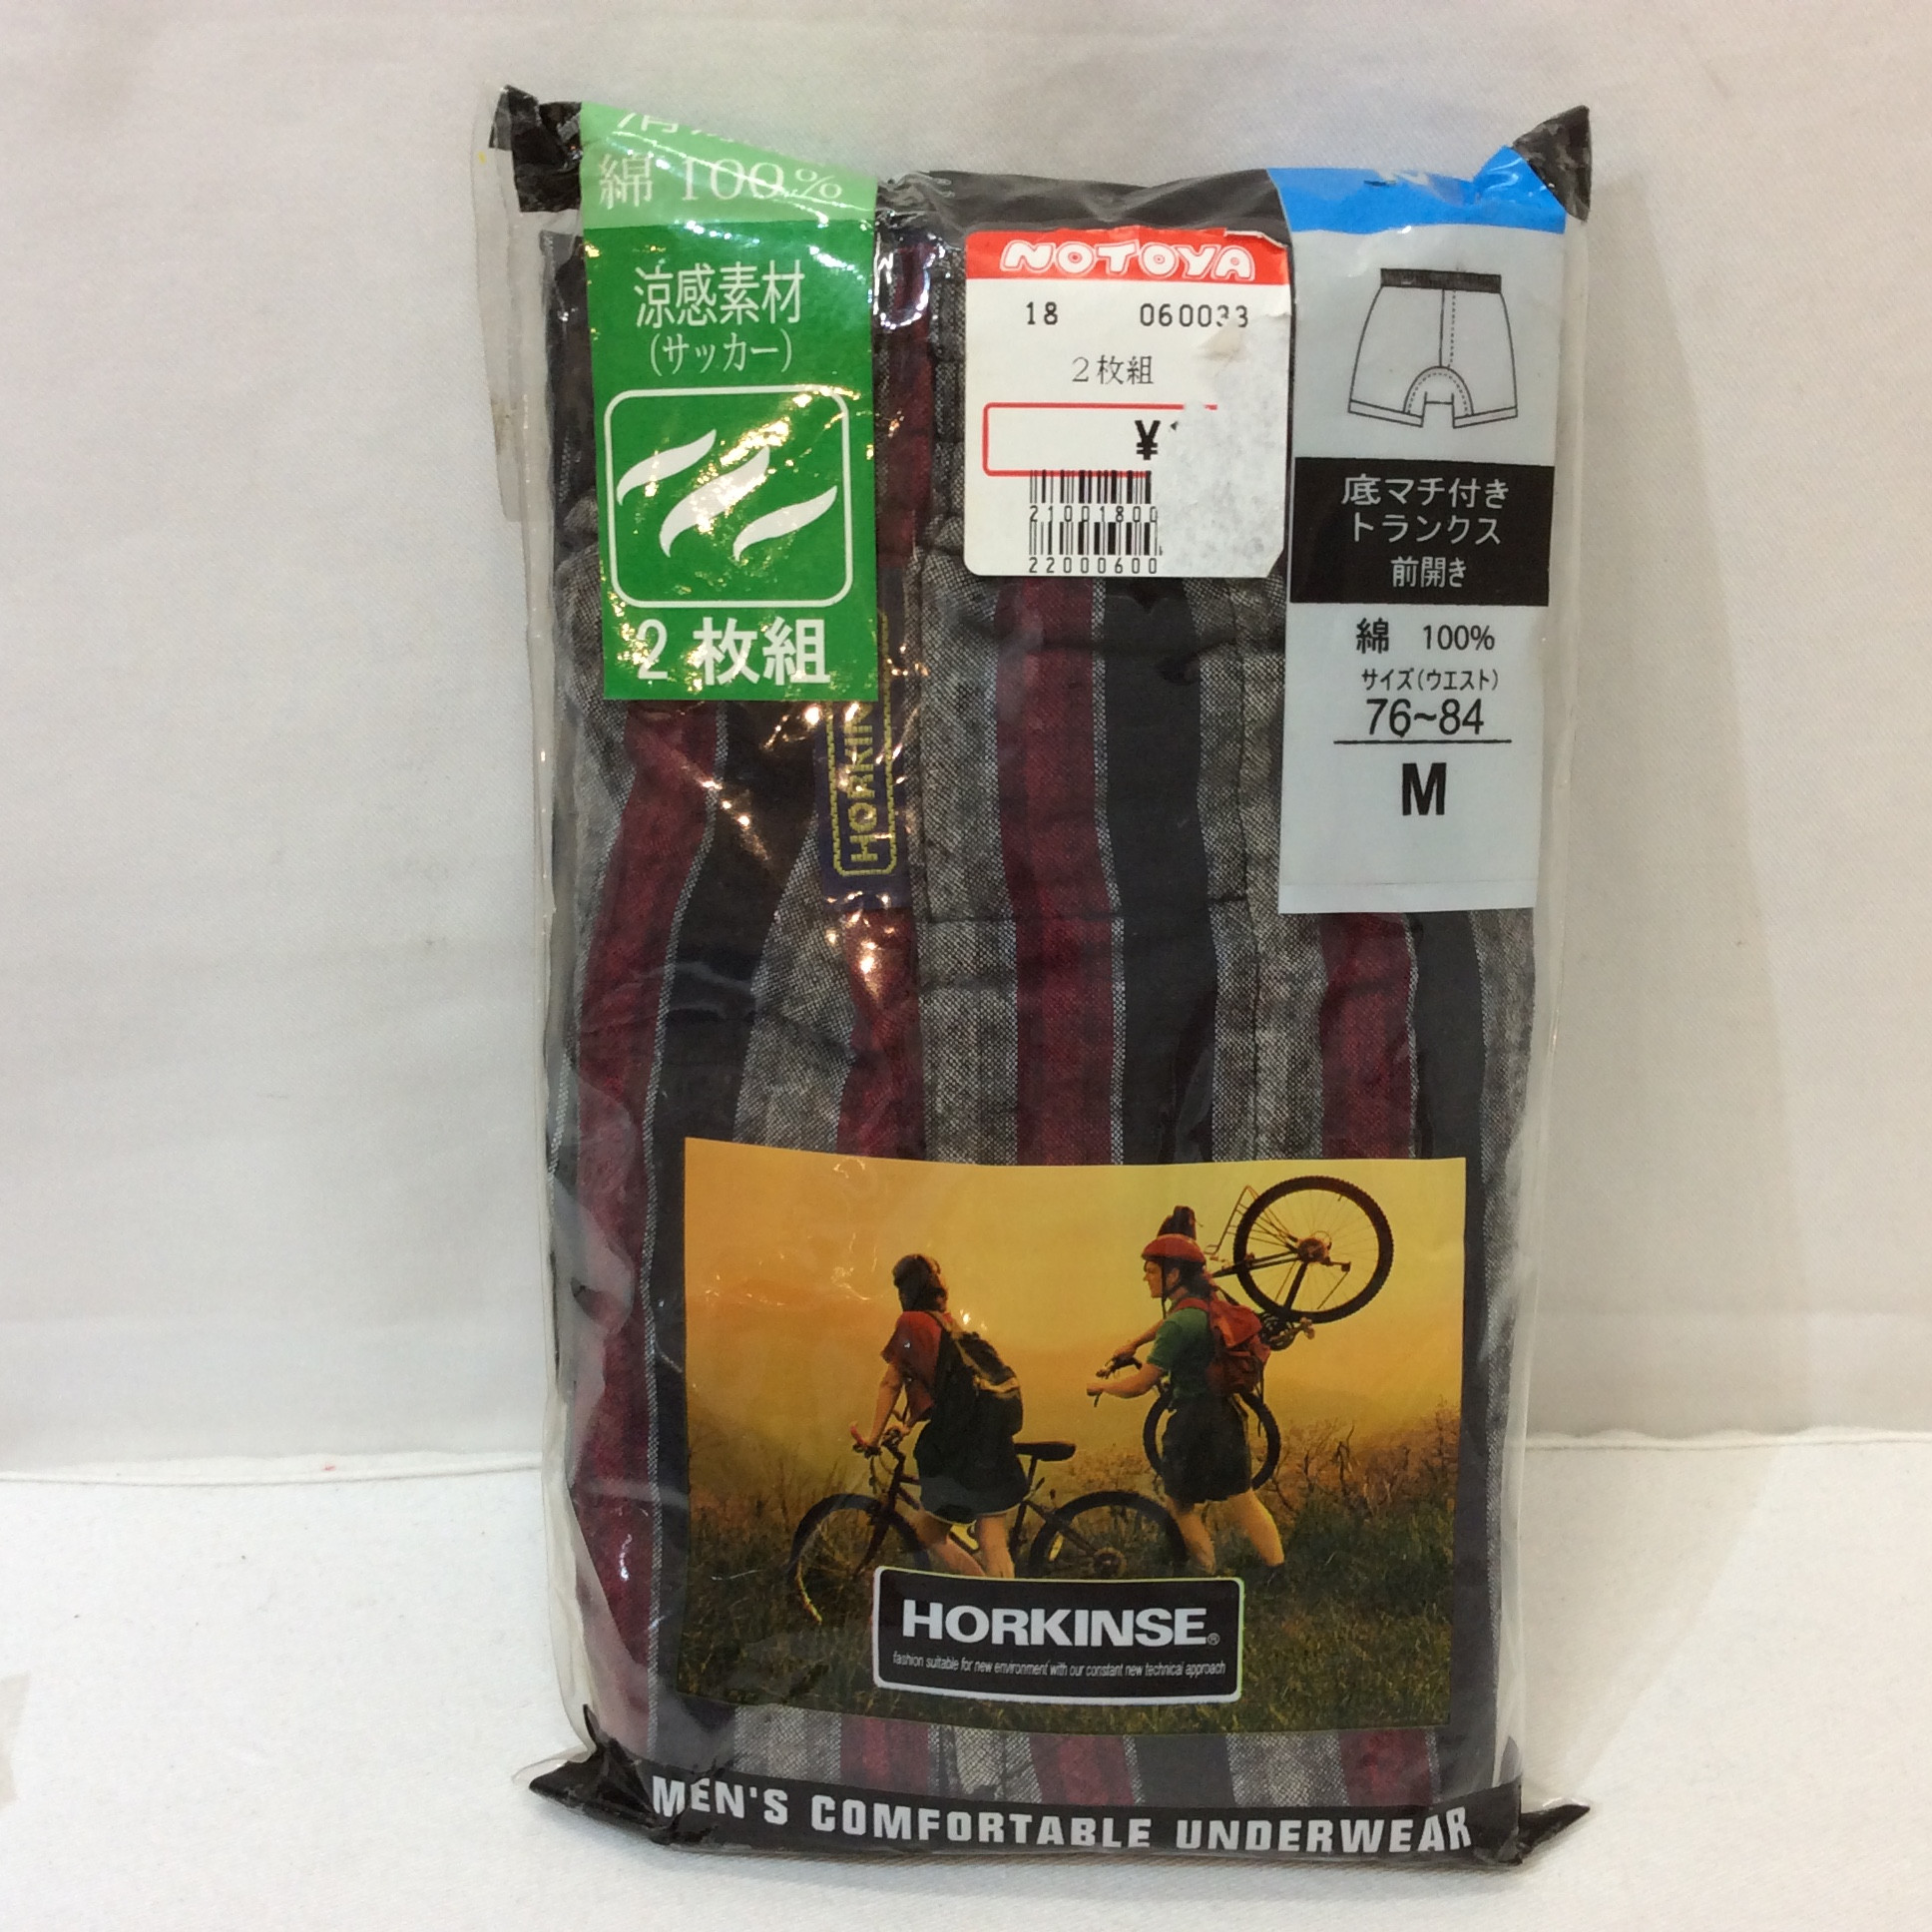 綿 100%
涼感素材
(サッカー)
2枚組
NOTOYA
18 060033
2枚組
¥
21001800
22000600
底マチ付き
トランクス
前開き
綿 100%
サイズ(ウエスト)
76~84
M
HORKIN
HORKINSE®
fashion suitable for new environment with our constant new technical approach
MEN'S COMFORTABLE UNDERWEAR